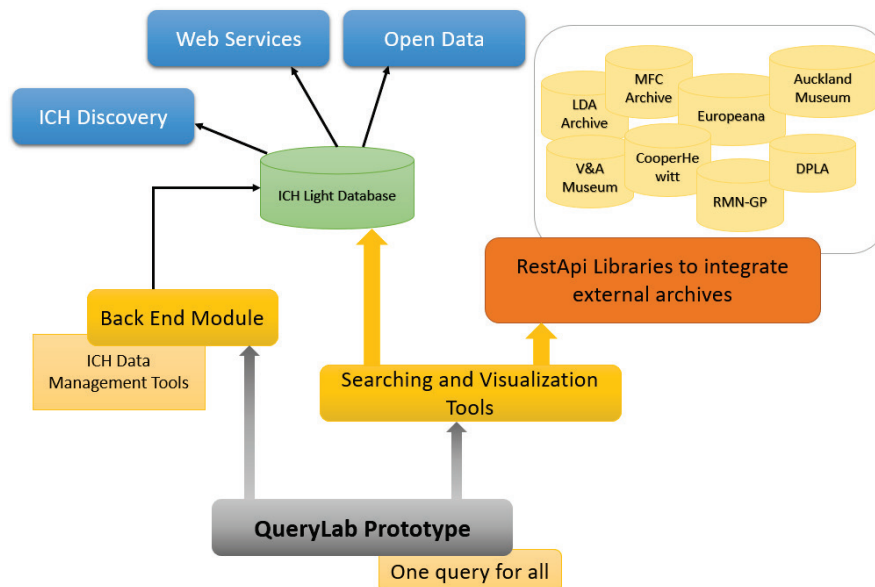 Web Services
Open Data
ICH Discovery
ICH Light Database
LDA
Archive
MFC
Archive
Europeana
Auckland
Museum
V&A
Museum
CooperHe
witt
RMN-GP
DPLA
RestApi Libraries to integrate
external archives
Back End Module
ICH Data
Management Tools
Searching and Visualization
Tools
QueryLab Prototype
One query for all